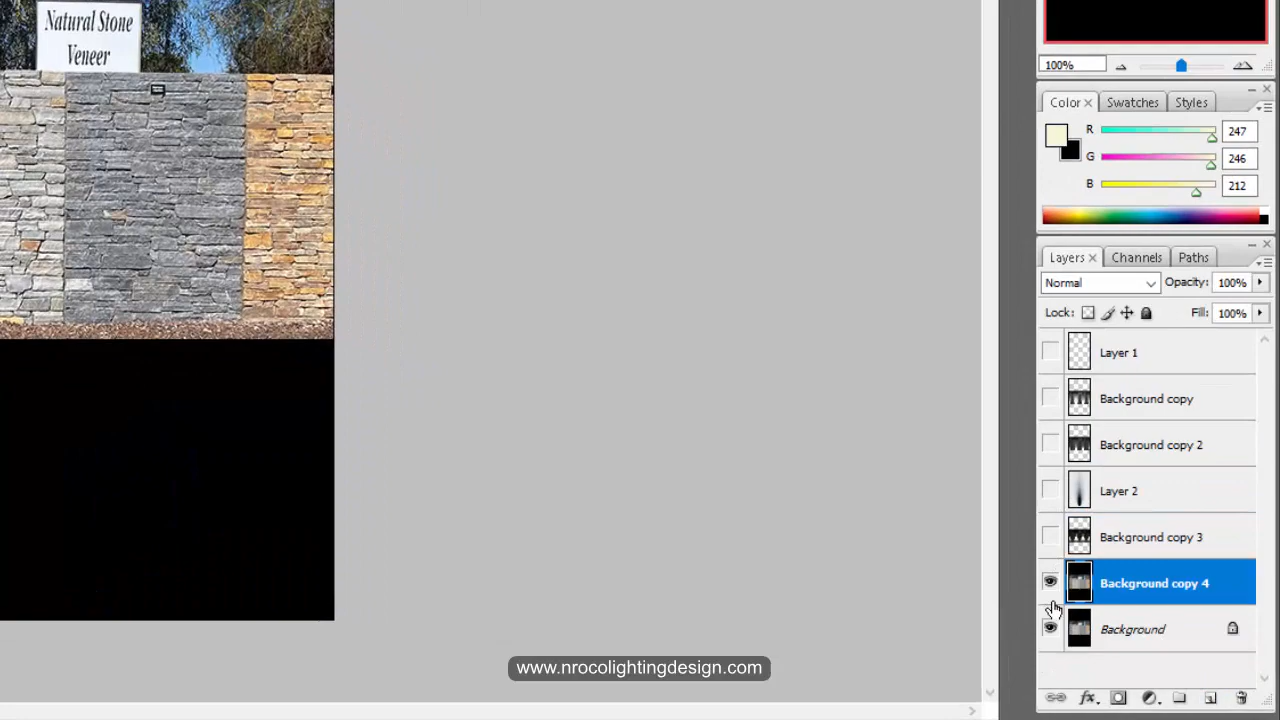 Natural Stone
Veneer
100%
Color
Swatches
Styles
R 247
G 246
B 212
Layers
Channels
Paths
Normal
Opacity: 100%
Lock:
Fill: 100%
Layer 1
Background copy
Background copy 2
Layer 2
Background copy 3
Background copy 4
Background
fx
www.nrocolightingdesign.com